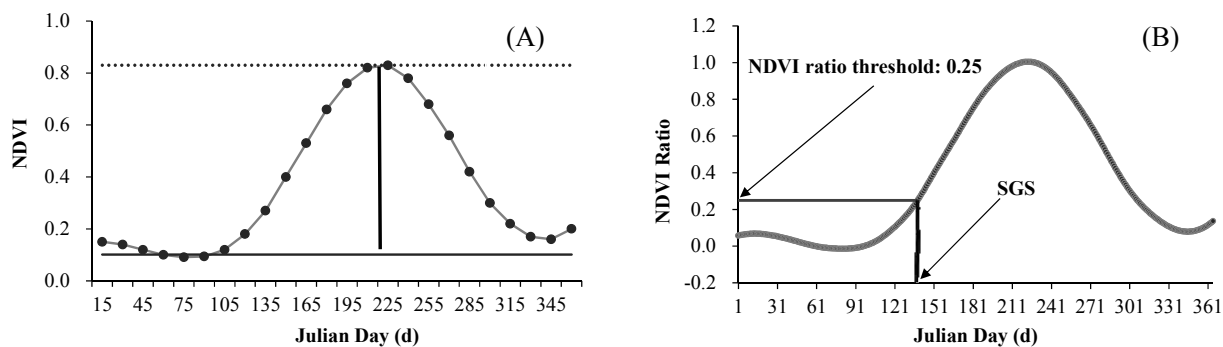 (A)
1.0
0.8
0.6
0.4
0.2
0.0
NDVI
15 45 75 105 135 165 195 225 255 285 315 345
Julian Day (d)
(B)
1.2
1.0
0.8
0.6
0.4
0.2
0.0
-0.2
NDVI Ratio
NDVI ratio threshold: 0.25
SGS
1 31 61 91 121 151 181 211 241 271 301 331 361
Julian Day (d)